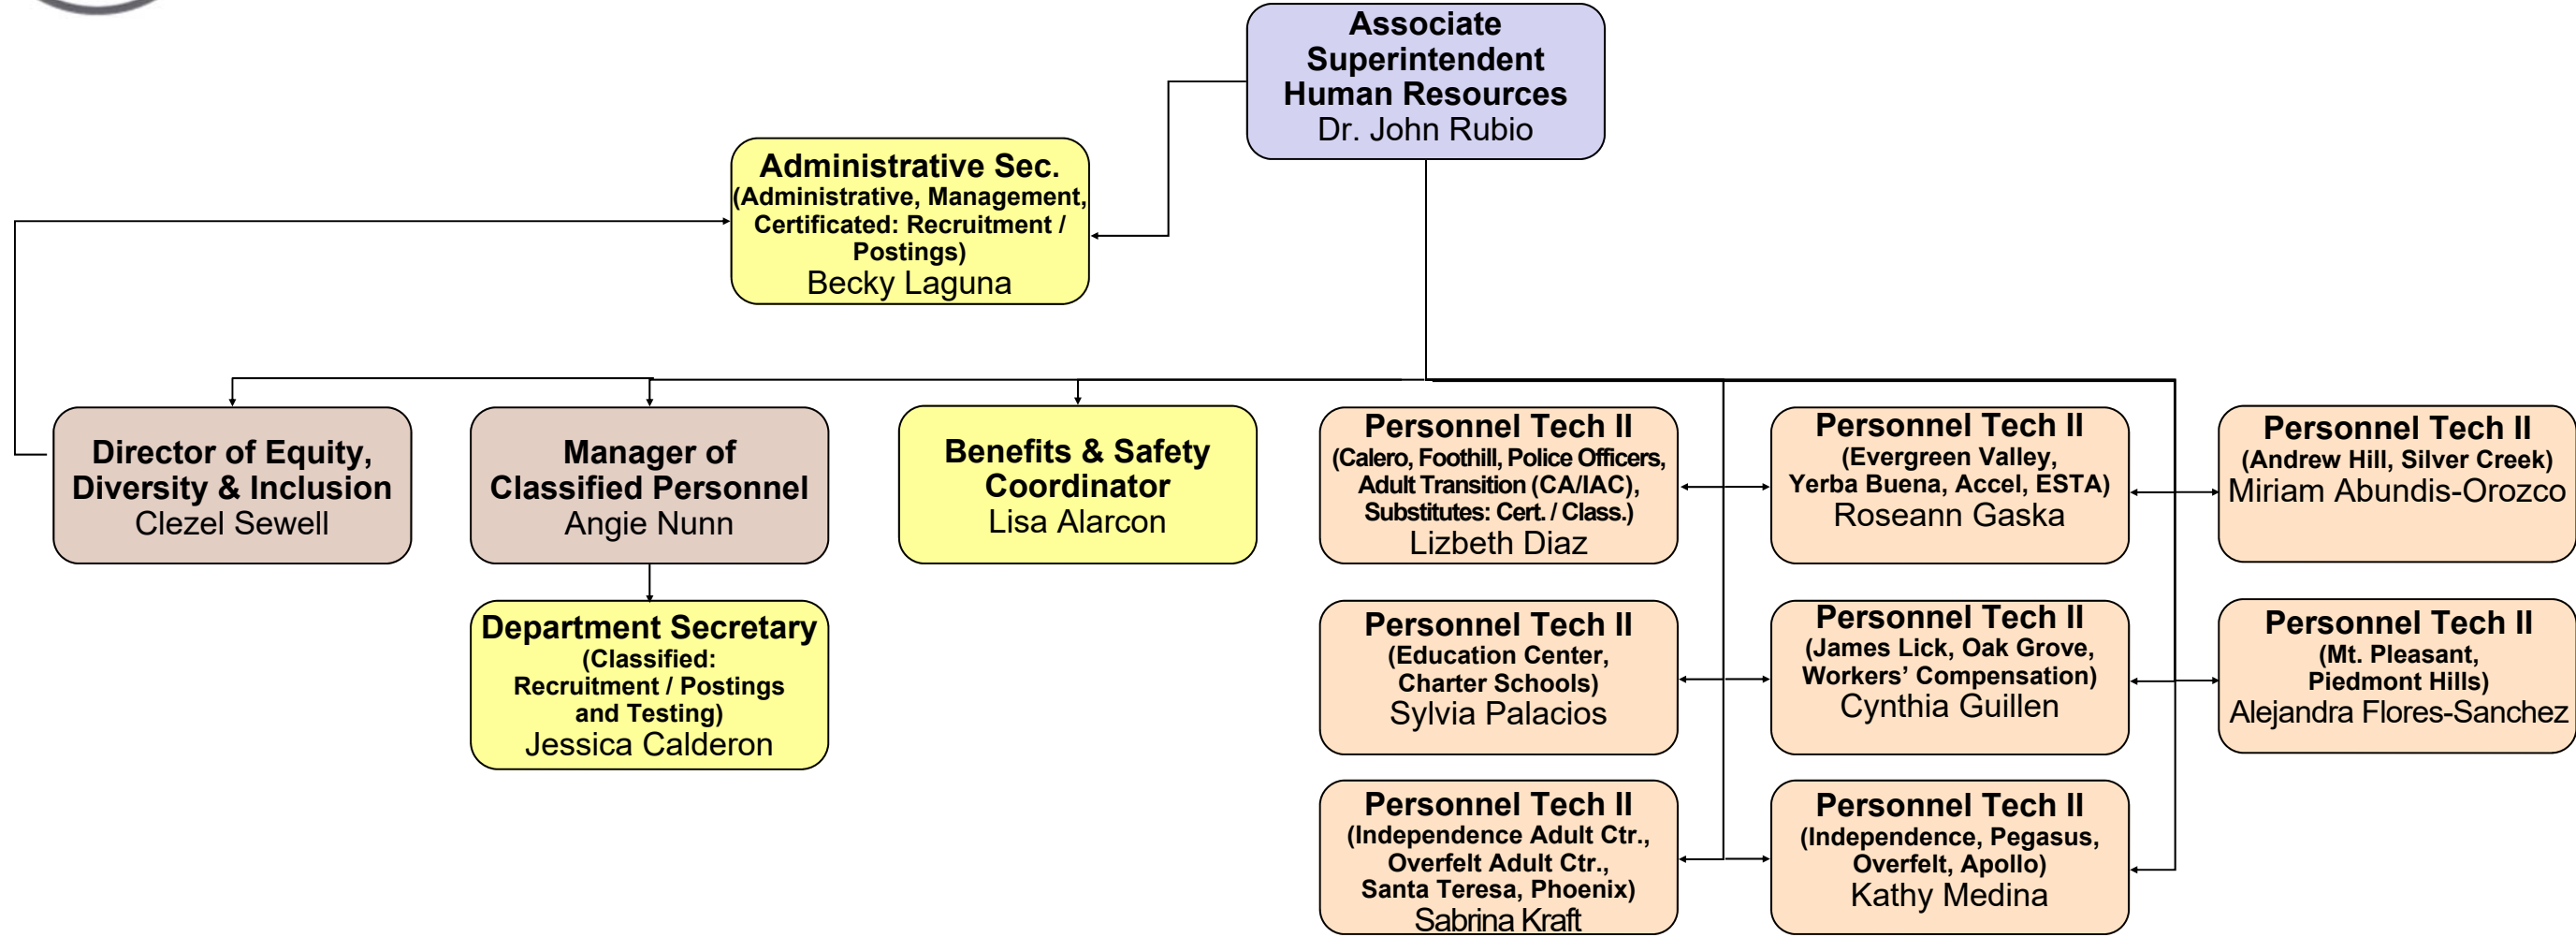 Associate
Superintendent
Human Resources
Dr. John Rubio
Administrative Sec.
(Administrative, Management,
Certificated: Recruitment /
Postings)
Becky Laguna
Director of Equity,
Diversity & Inclusion
Clezel Sewell
Manager of
Classified Personnel
Angie Nunn
Benefits & Safety
Coordinator
Lisa Alarcon
Personnel Tech II
(Calero, Foothill, Police Officers,
Adult Transition (CA/IAC),
Substitutes: Cert. / Class.)
Lizbeth Diaz
Personnel Tech II
(Evergreen Valley,
Yerba Buena, Accel, ESTA)
Roseann Gaska
Personnel Tech II
(Andrew Hill, Silver Creek)
Miriam Abundis-Orozco
Department Secretary
(Classified:
Recruitment / Postings
and Testing)
Jessica Calderon
Personnel Tech II
(Education Center,
Charter Schools)
Sylvia Palacios
Personnel Tech II
(James Lick, Oak Grove,
Workers’ Compensation)
Cynthia Guillen
Personnel Tech II
(Mt. Pleasant,
Piedmont Hills)
Alejandra Flores-Sanchez
Personnel Tech II
(Independence Adult Ctr.,
Overfelt Adult Ctr.,
Santa Teresa, Phoenix)
Sabrina Kraft
Personnel Tech II
(Independence, Pegasus,
Overfelt, Apollo)
Kathy Medina